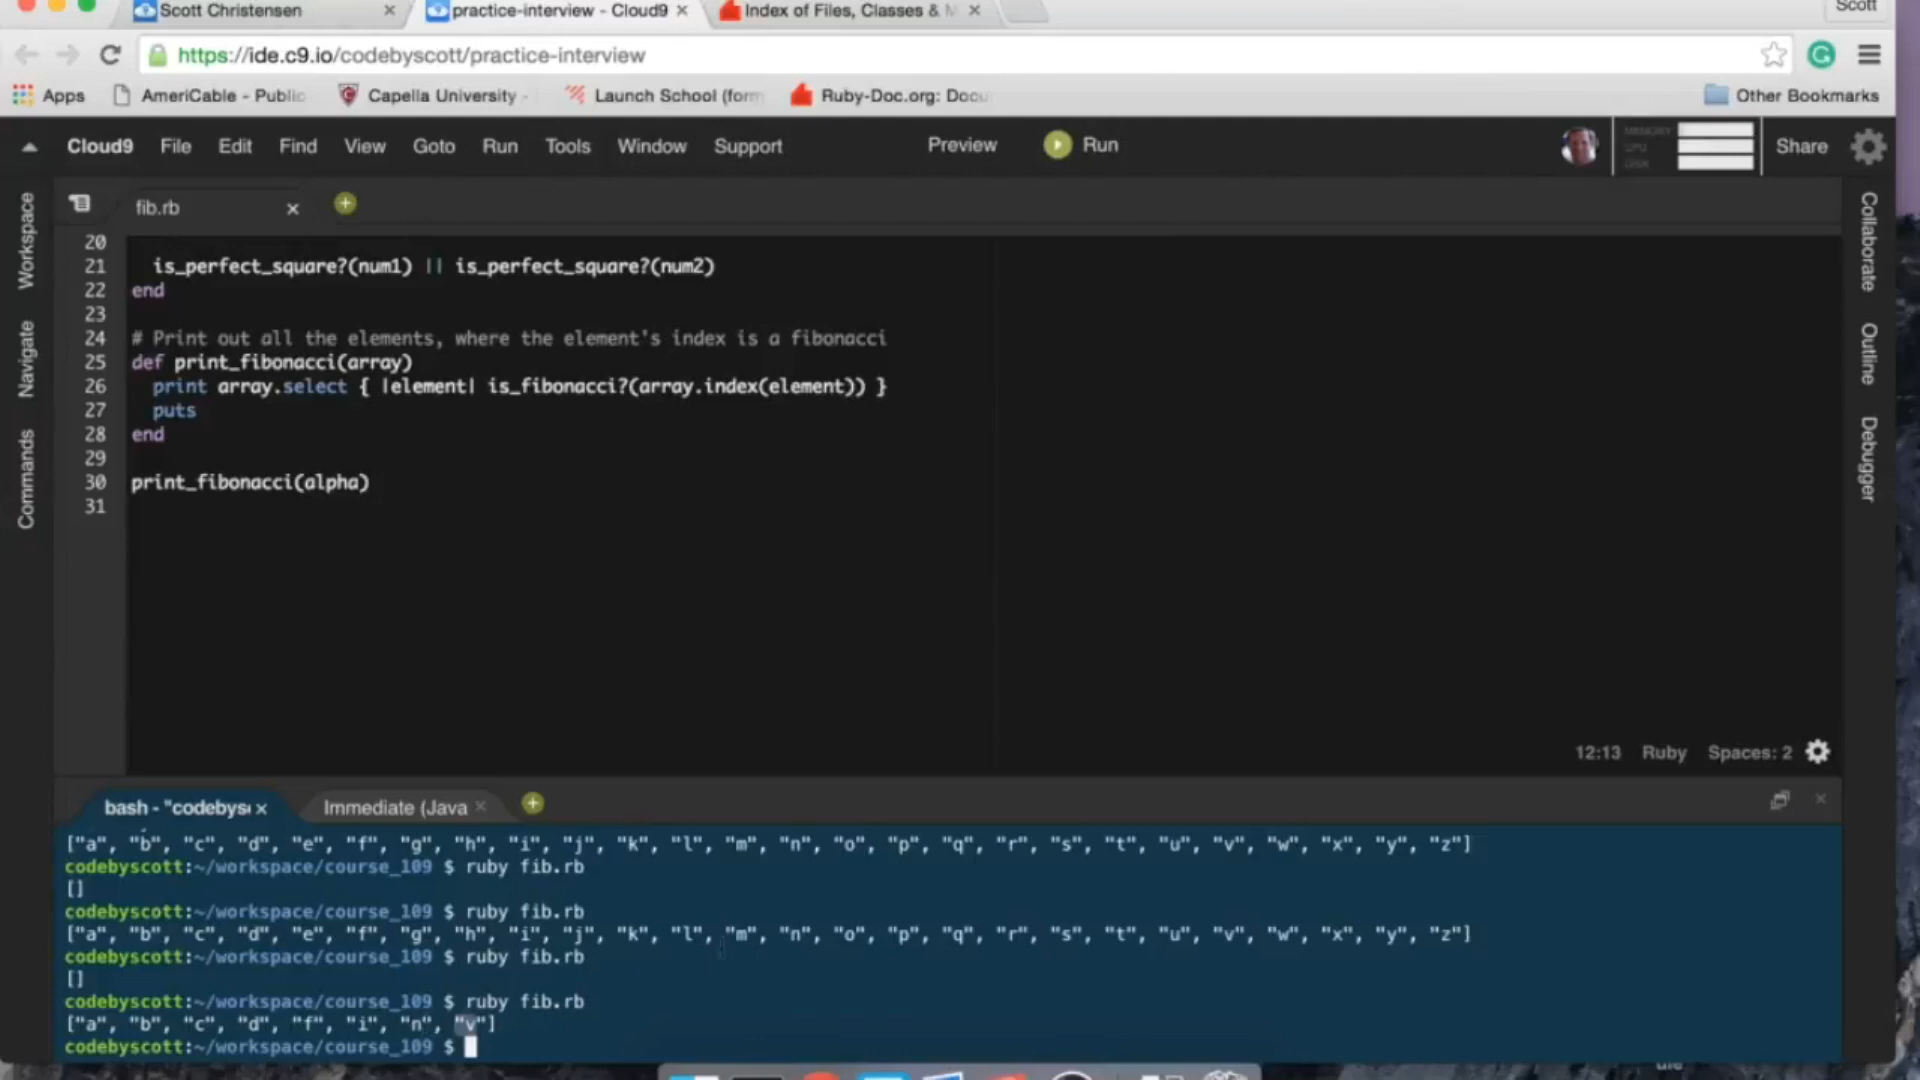 Scott Christensen
practice-interview - Cloud9
Index of Files, Classes & M
Scott
https://ide.c9.io/codebyscott/practice-interview
Apps
AmeriCable - Public
Capella University -
Launch School (form
Ruby-Doc.org: Docu
Other Bookmarks
Cloud9 File Edit Find View Goto Run Tools Window Support
Preview
Run
MEMORY
CPU
DISK
Share
Workspace
Navigate
Commands
Collaborate
Outline
Debugger
fib.rb
20
21 is_perfect_square?(num1) || is_perfect_square?(num2)
22 end
23
24 # Print out all the elements, where the element's index is a fibonacci
25 def print_fibonacci(array)
26 print array.select { |element| is_fibonacci?(array.index(element)) }
27 puts
28 end
29
30 print_fibonacci(alpha)
31
12:13 Ruby Spaces: 2
bash - "codebys
Immediate (Java
["a", "b", "c", "d", "e", "f", "g", "h", "i", "j", "k", "l", "m", "n", "o", "p", "q", "r", "s", "t", "u", "v", "w", "x", "y", "z"]
codebyscott:~/workspace/course_109 $ ruby fib.rb
[]
codebyscott:~/workspace/course_109 $ ruby fib.rb
["a", "b", "c", "d", "e", "f", "g", "h", "i", "j", "k", "l", "m", "n", "o", "p", "q", "r", "s", "t", "u", "v", "w", "x", "y", "z"]
codebyscott:~/workspace/course_109 $ ruby fib.rb
[]
codebyscott:~/workspace/course_109 $ ruby fib.rb
["a", "b", "c", "d", "f", "i", "n", "v"]
codebyscott:~/workspace/course_109 $